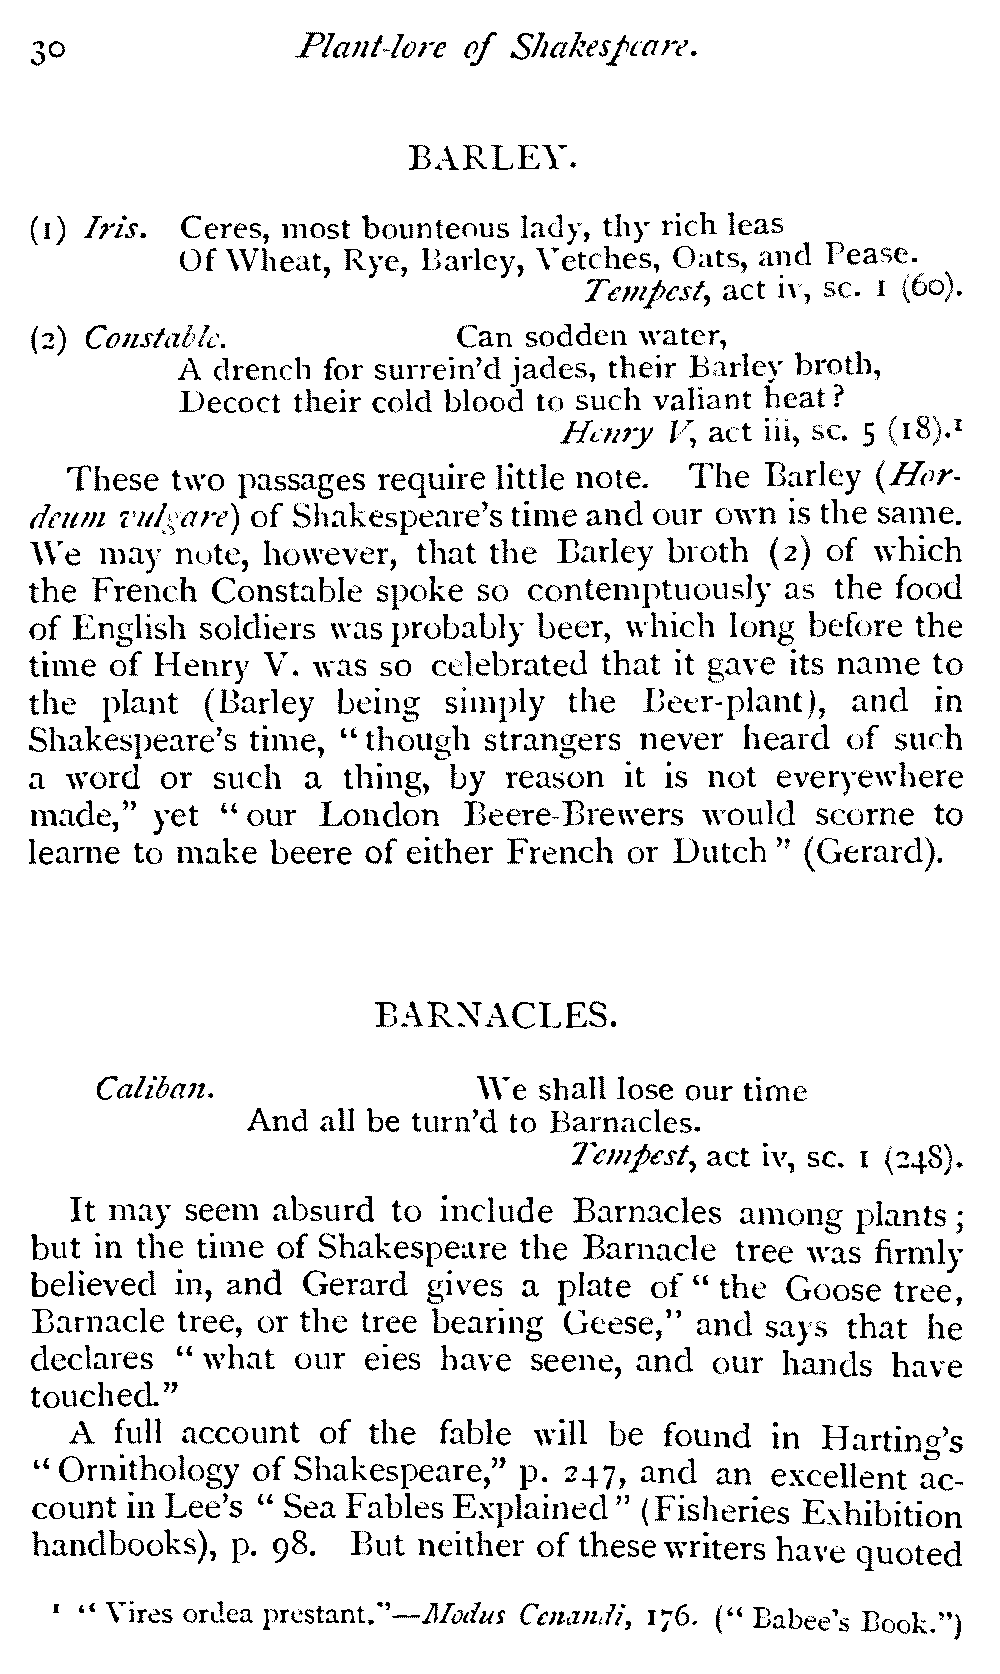 30 Plant-lore of Shakespeare.
BARLEY.
(1) Iris. Ceres, most bounteous lady, thy rich leas
Of Wheat, Rye, Barley, Vetches, Oats, and Pease.
Tempest, act iv, sc. 1 (60).
(2) Constable. Can sodden water,
A drench for surrein'd jades, their Barley broth,
Decoct their cold blood to such valiant heat?
Henry V, act iii, sc. 5 (18).¹
These two passages require little note. The Barley (Hor-
deum vulgare) of Shakespeare's time and our own is the same.
We may note, however, that the Barley broth (2) of which
the French Constable spoke so contemptuously as the food
of English soldiers was probably beer, which long before the
time of Henry V. was so celebrated that it gave its name to
the plant (Barley being simply the Beer-plant), and in
Shakespeare's time, "though strangers never heard of such
a word or such a thing, by reason it is not everyewhere
made," yet "our London Beere-Brewers would scorne to
learne to make beere of either French or Dutch" (Gerard).
BARNACLES.
Caliban. We shall lose our time
And all be turn'd to Barnacles.
Tempest, act iv, sc. 1 (248).
It may seem absurd to include Barnacles among plants;
but in the time of Shakespeare the Barnacle tree was firmly
believed in, and Gerard gives a plate of "the Goose tree,
Barnacle tree, or the tree bearing Geese," and says that he
declares "what our eies have seene, and our hands have
touched."
A full account of the fable will be found in Harting's
"Ornithology of Shakespeare," p. 247, and an excellent ac-
count in Lee's "Sea Fables Explained" (Fisheries Exhibition
handbooks), p. 98. But neither of these writers have quoted
¹ "Vires ordea prestant."—Modus Cenandi, 176. ("Babee's Book.")